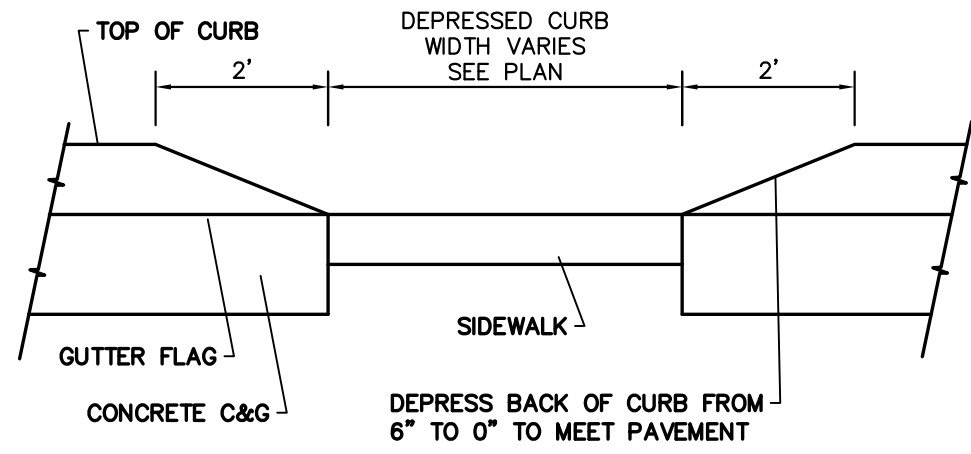 TOP OF CURB
DEPRESSED CURB
WIDTH VARIES
SEE PLAN
2'
2'
SIDEWALK
GUTTER FLAG
CONCRETE C&G
DEPRESS BACK OF CURB FROM
6" TO 0" TO MEET PAVEMENT